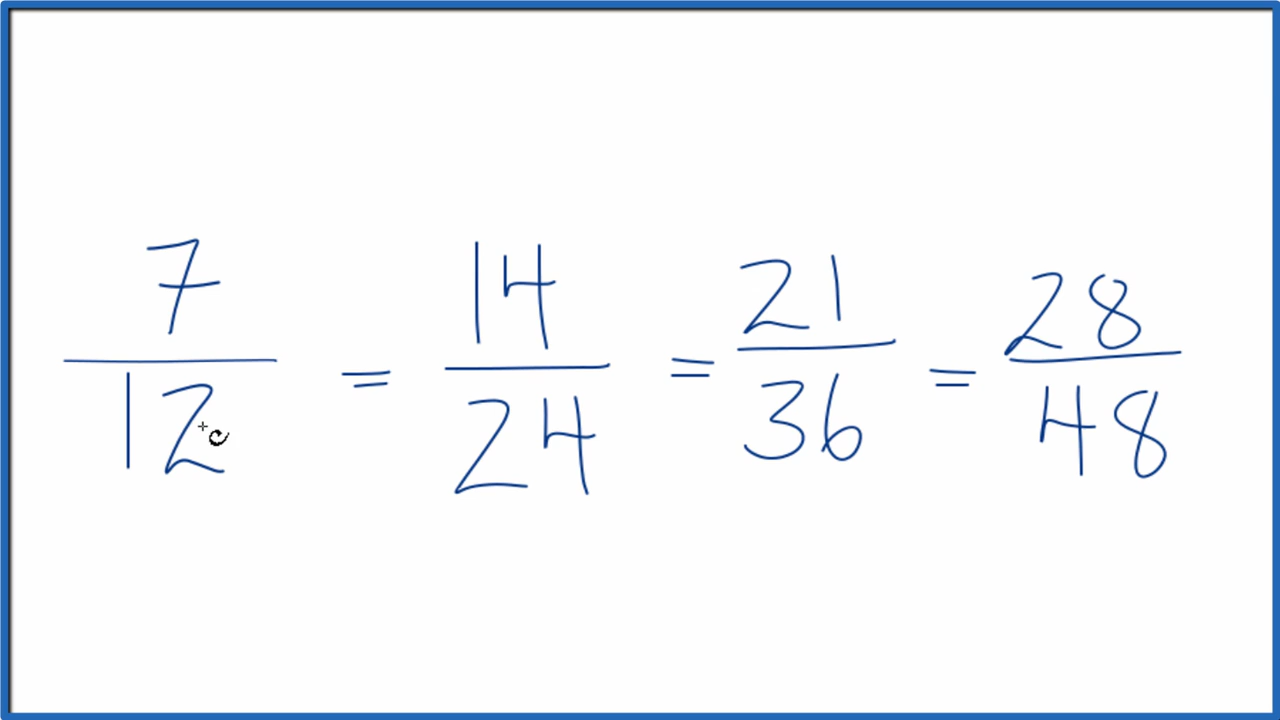 7/12 = 14/24 = 21/36 = 28/48